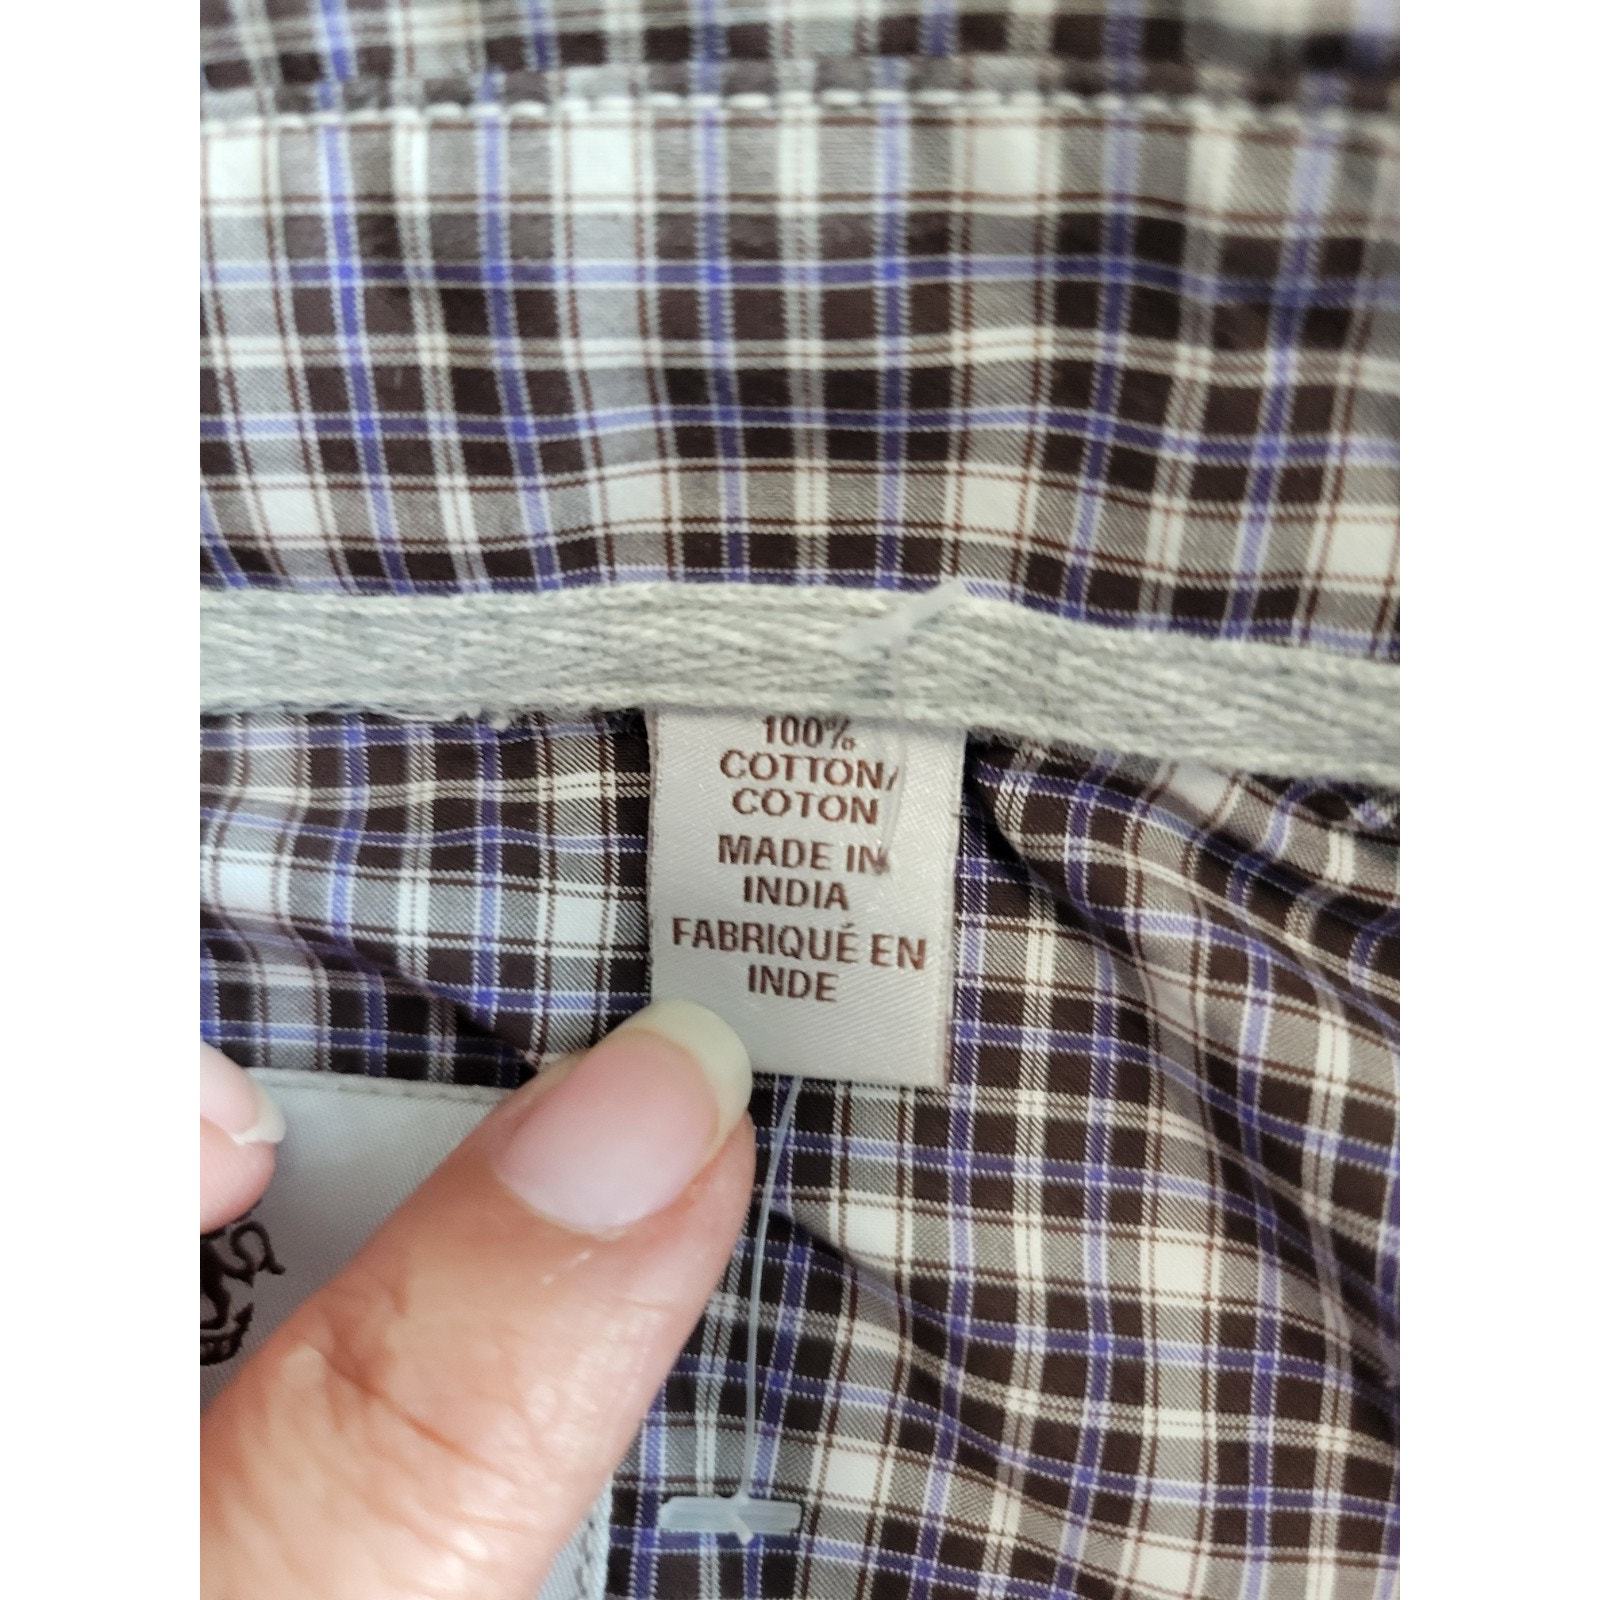 100%
COTTON/
COTON
MADE IN
INDIA
FABRIQUÉ EN
INDE